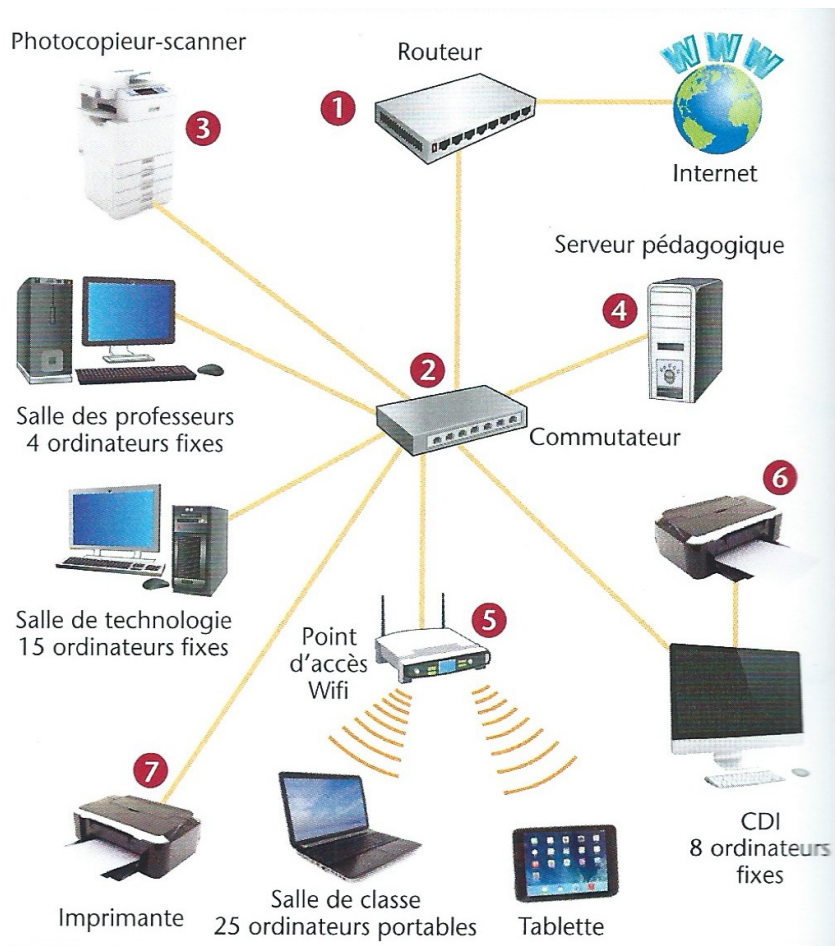 Photocopieur-scanner
3
Routeur
1
WWW
Internet
Serveur pédagogique
4
2
Commutateur
Salle des professeurs
4 ordinateurs fixes
6
Salle de technologie
15 ordinateurs fixes
Point
d'accès
Wifi
5
7
Imprimante
Salle de classe
25 ordinateurs portables
Tablette
CDI
8 ordinateurs
fixes